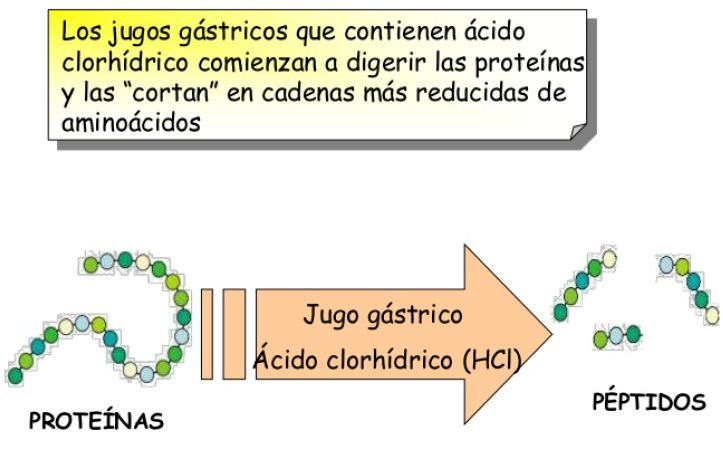 Los jugos gástricos que contienen ácido
clorhídrico comienzan a digerir las proteínas
y las “cortan” en cadenas más reducidas de
aminoácidos
Jugo gástrico
Ácido clorhídrico (HCl)
PROTEÍNAS
PÉPTIDOS